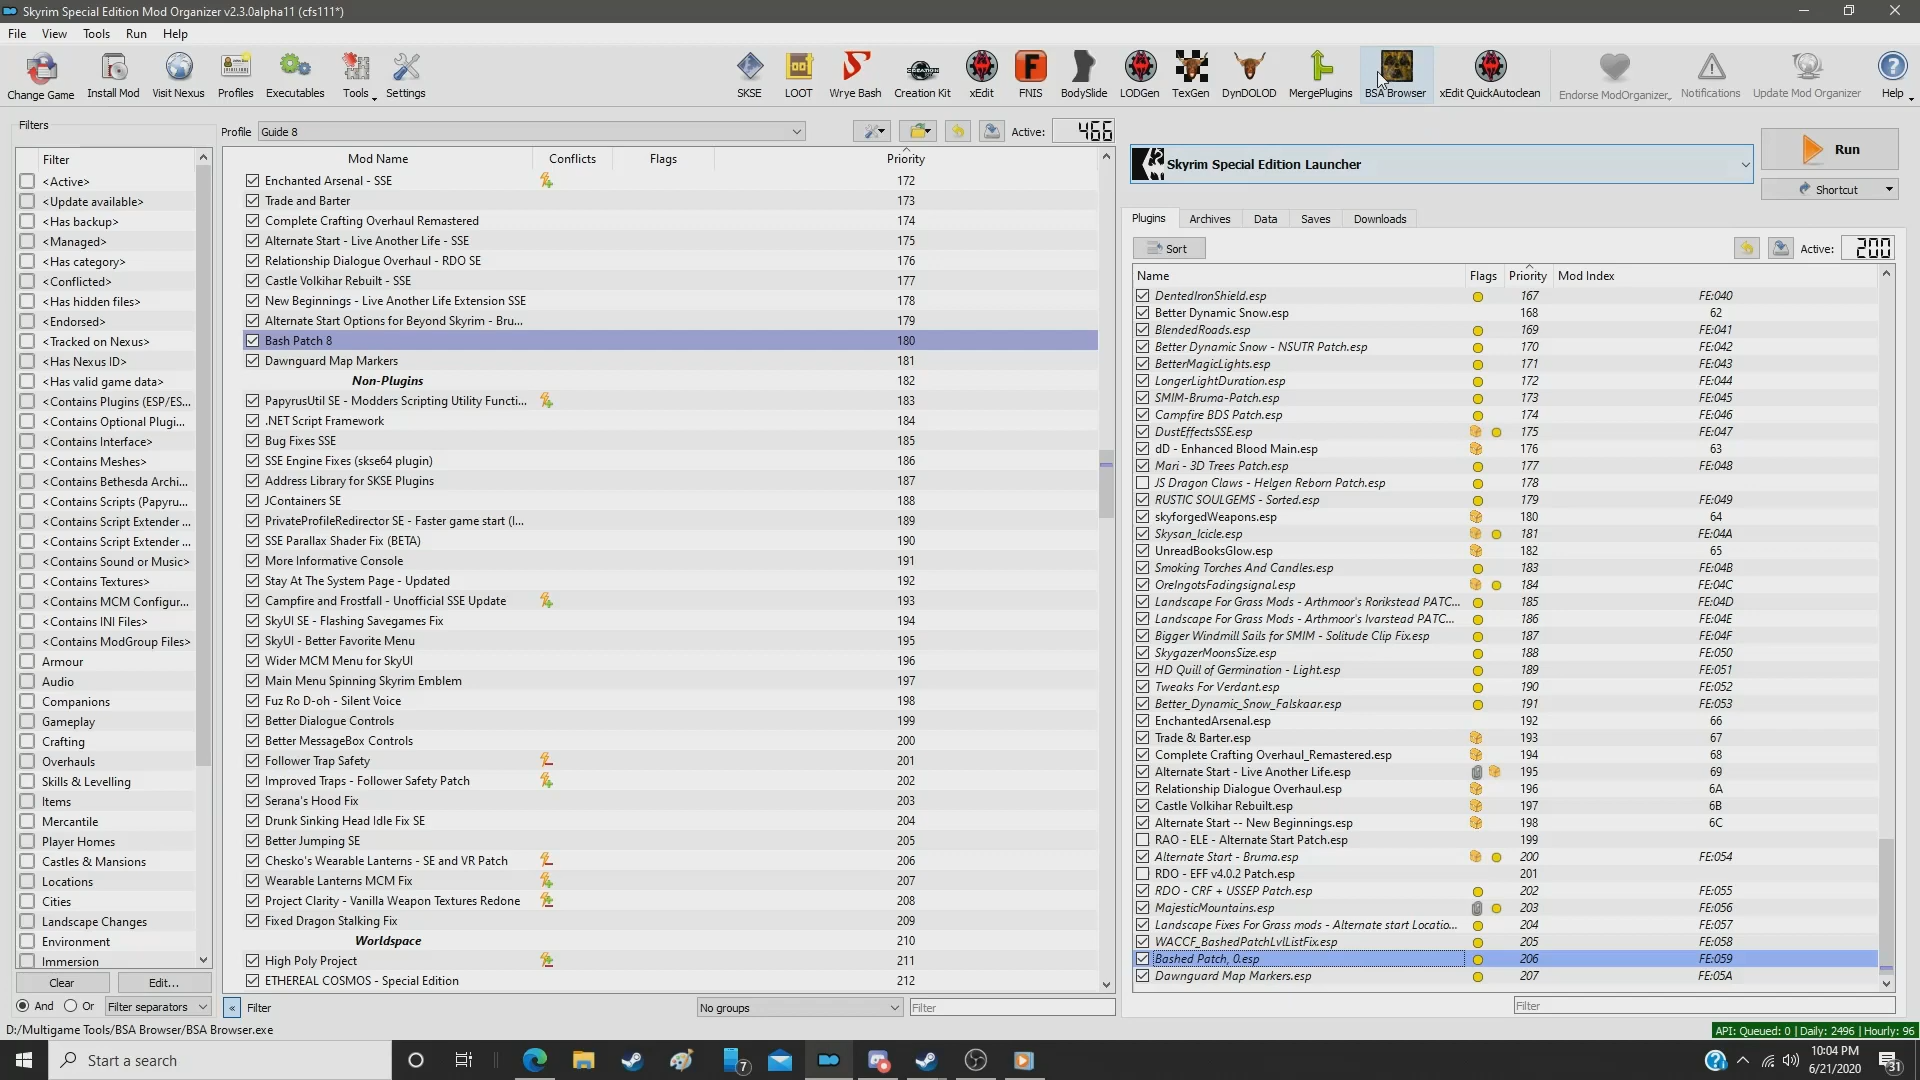 Skyrim Special Edition Mod Organizer v2.3.0alpha11 (cfs111*)
File View Tools Run Help
Change Game Install Mod Visit Nexus Profiles Executables Tools Settings SKSE LOOT Wrye Bash Creation Kit xEdit FNIS BodySlide LODGen TexGen DynDOLOD MergePlugins BSA Browser xEdit QuickAutoclean Endorse ModOrganizer Notifications Update Mod Organizer Help
Filters
Filter
<Active>
<Update available>
<Has backup>
<Managed>
<Has category>
<Conflicted>
<Has hidden files>
<Endorsed>
<Tracked on Nexus>
<Has Nexus ID>
<Has valid game data>
<Contains Plugins (ESP/ES...
<Contains Optional Plugi...
<Contains Interface>
<Contains Meshes>
<Contains Bethesda Archi...
<Contains Scripts (Papyru...
<Contains Script Extender ...
<Contains Script Extender ...
<Contains Sound or Music>
<Contains Textures>
<Contains MCM Configur...
<Contains INI Files>
<Contains ModGroup Files>
Armour
Audio
Companions
Gameplay
Crafting
Overhauls
Skills & Levelling
Items
Mercantile
Player Homes
Castles & Mansions
Locations
Cities
Landscape Changes
Environment
Immersion
Clear Edit...
And Or Filter separators
Profile Guide 8 Active: 466
Mod Name Conflicts Flags Priority
Enchanted Arsenal - SSE 172
Trade and Barter 173
Complete Crafting Overhaul Remastered 174
Alternate Start - Live Another Life - SSE 175
Relationship Dialogue Overhaul - RDO SE 176
Castle Volkihar Rebuilt - SSE 177
New Beginnings - Live Another Life Extension SSE 178
Alternate Start Options for Beyond Skyrim - Bru... 179
Bash Patch 8 180
Dawnguard Map Markers 181
Non-Plugins 182
PapyrusUtil SE - Modders Scripting Utility Functi... 183
.NET Script Framework 184
Bug Fixes SSE 185
SSE Engine Fixes (skse64 plugin) 186
Address Library for SKSE Plugins 187
JContainers SE 188
PrivateProfileRedirector SE - Faster game start (I... 189
SSE Parallax Shader Fix (BETA) 190
More Informative Console 191
Stay At The System Page - Updated 192
Campfire and Frostfall - Unofficial SSE Update 193
SkyUI SE - Flashing Savegames Fix 194
SkyUI - Better Favorite Menu 195
Wider MCM Menu for SkyUI 196
Main Menu Spinning Skyrim Emblem 197
Fuz Ro D-oh - Silent Voice 198
Better Dialogue Controls 199
Better MessageBox Controls 200
Follower Trap Safety 201
Improved Traps - Follower Safety Patch 202
Serana's Hood Fix 203
Drunk Sinking Head Idle Fix SE 204
Better Jumping SE 205
Chesko's Wearable Lanterns - SE and VR Patch 206
Wearable Lanterns MCM Fix 207
Project Clarity - Vanilla Weapon Textures Redone 208
Fixed Dragon Stalking Fix 209
Worldspace 210
High Poly Project 211
ETHEREAL COSMOS - Special Edition 212
« Filter No groups Filter
Skyrim Special Edition Launcher
Run
Shortcut
Plugins Archives Data Saves Downloads
Sort Active: 200
Name Flags Priority Mod Index
DentedIronShield.esp 167 FE:040
Better Dynamic Snow.esp 168 62
BlendedRoads.esp 169 FE:041
Better Dynamic Snow - NSUTR Patch.esp 170 FE:042
BetterMagicLights.esp 171 FE:043
LongerLightDuration.esp 172 FE:044
SMIM-Bruma-Patch.esp 173 FE:045
Campfire BDS Patch.esp 174 FE:046
DustEffectsSSE.esp 175 FE:047
dD - Enhanced Blood Main.esp 176 63
Mari - 3D Trees Patch.esp 177 FE:048
JS Dragon Claws - Helgen Reborn Patch.esp 178
RUSTIC SOULGEMS - Sorted.esp 179 FE:049
skyforgedWeapons.esp 180 64
Skysan_Icicle.esp 181 FE:04A
UnreadBooksGlow.esp 182 65
Smoking Torches And Candles.esp 183 FE:04B
OreIngotsFadingsignal.esp 184 FE:04C
Landscape For Grass Mods - Arthmoor's Rorikstead PATC... 185 FE:04D
Landscape For Grass Mods - Arthmoor's Ivarstead PATC... 186 FE:04E
Bigger Windmill Sails for SMIM - Solitude Clip Fix.esp 187 FE:04F
SkygazerMoonsSize.esp 188 FE:050
HD Quill of Germination - Light.esp 189 FE:051
Tweaks For Verdant.esp 190 FE:052
Better_Dynamic_Snow_Falskaar.esp 191 FE:053
EnchantedArsenal.esp 192 66
Trade & Barter.esp 193 67
Complete Crafting Overhaul_Remastered.esp 194 68
Alternate Start - Live Another Life.esp 195 69
Relationship Dialogue Overhaul.esp 196 6A
Castle Volkihar Rebuilt.esp 197 6B
Alternate Start -- New Beginnings.esp 198 6C
RAO - ELE - Alternate Start Patch.esp 199
Alternate Start - Bruma.esp 200 FE:054
RDO - EFF v4.0.2 Patch.esp 201
RDO - CRF + USSEP Patch.esp 202 FE:055
MajesticMountains.esp 203 FE:056
Landscape Fixes For Grass mods - Alternate start Locatio... 204 FE:057
WACCF_BashedPatchLvlListFix.esp 205 FE:058
Bashed Patch, 0.esp 206 FE:059
Dawnguard Map Markers.esp 207 FE:05A
Filter
D:/Multigame Tools/BSA Browser/BSA Browser.exe
API: Queued: 0 | Daily: 2496 | Hourly: 96
Start a search
7
10:04 PM
6/21/2020
31